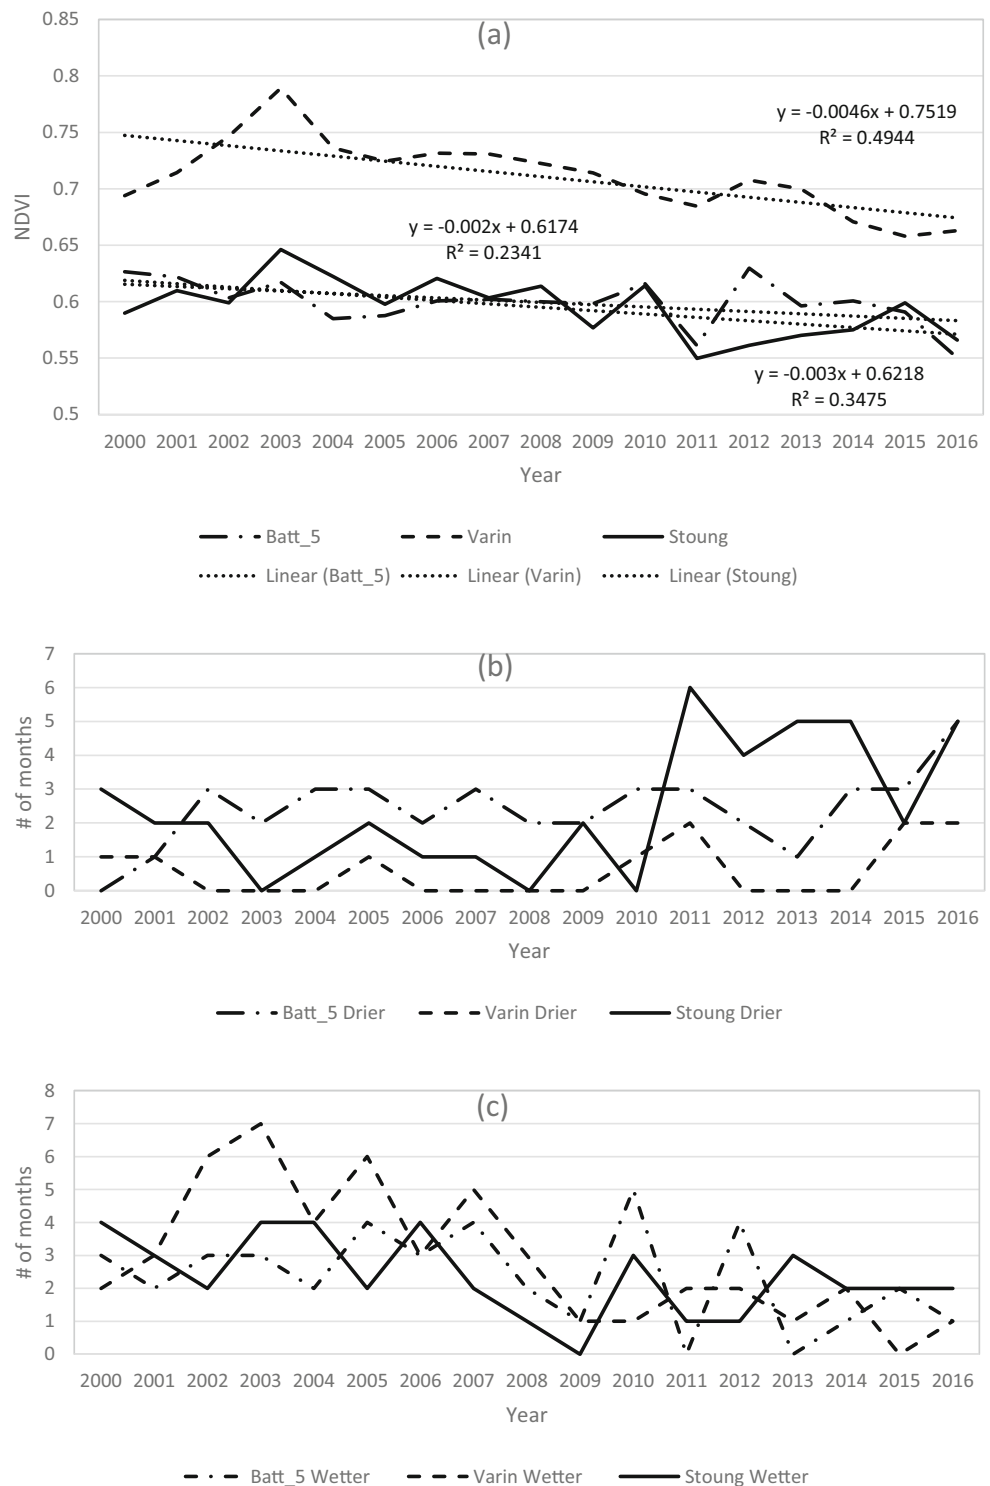 (a)
0.85
0.8
0.75
0.7
0.65
0.6
0.55
0.5
NDVI
y = -0.0046x + 0.7519
R² = 0.4944
y = -0.002x + 0.6174
R² = 0.2341
y = -0.003x + 0.6218
R² = 0.3475
2000 2001 2002 2003 2004 2005 2006 2007 2008 2009 2010 2011 2012 2013 2014 2015 2016
Year
Batt_5 Varin Stoung
Linear (Batt_5) Linear (Varin) Linear (Stoung)
(b)
7
6
5
4
3
2
1
0
# of months
2000 2001 2002 2003 2004 2005 2006 2007 2008 2009 2010 2011 2012 2013 2014 2015 2016
Year
Batt_5 Drier Varin Drier Stoung Drier
(c)
8
7
6
5
4
3
2
1
0
# of months
2000 2001 2002 2003 2004 2005 2006 2007 2008 2009 2010 2011 2012 2013 2014 2015 2016
Year
Batt_5 Wetter Varin Wetter Stoung Wetter